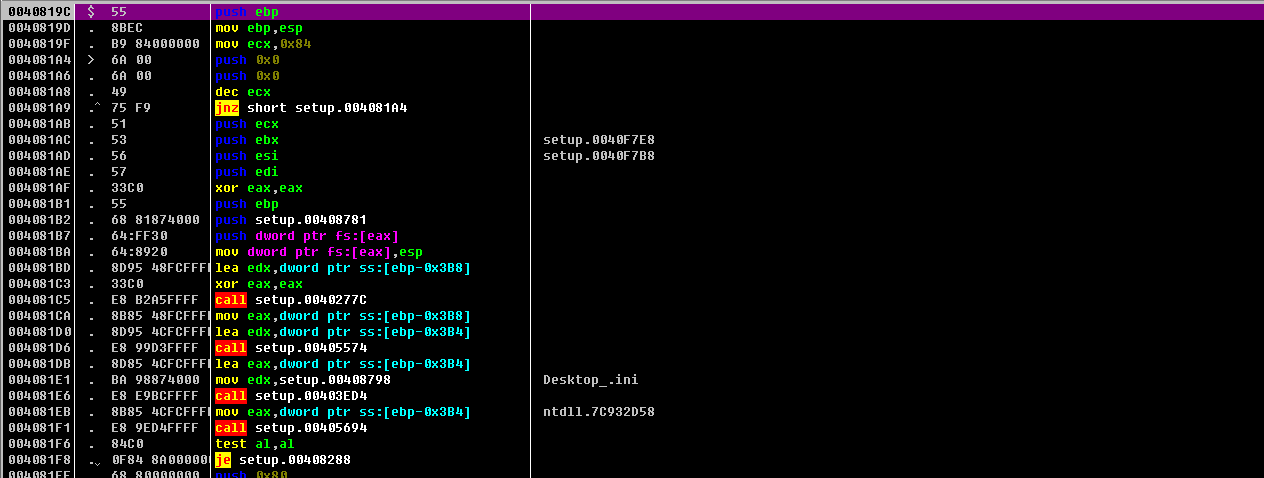 0040819C $ 55 push ebp
0040819D . 8BEC mov ebp,esp
0040819F . B9 84000000 mov ecx,0x84
004081A4 > 6A 00 push 0x0
004081A6 . 6A 00 push 0x0
004081A8 . 49 dec ecx
004081A9 .^ 75 F9 jnz short setup.004081A4
004081AB . 51 push ecx
004081AC . 53 push ebx setup.0040F7E8
004081AD . 56 push esi setup.0040F7B8
004081AE . 57 push edi
004081AF . 33C0 xor eax,eax
004081B1 . 55 push ebp
004081B2 . 68 81874000 push setup.00408781
004081B7 . 64:FF30 push dword ptr fs:[eax]
004081BA . 64:8920 mov dword ptr fs:[eax],esp
004081BD . 8D95 48FCFFF lea edx,dword ptr ss:[ebp-0x3B8]
004081C3 . 33C0 xor eax,eax
004081C5 . E8 B2A5FFFF call setup.0040277C
004081CA . 8B85 48FCFFF mov eax,dword ptr ss:[ebp-0x3B8]
004081D0 . 8D95 4CFCFFF lea edx,dword ptr ss:[ebp-0x3B4]
004081D6 . E8 99D3FFFF call setup.00405574
004081DB . 8D85 4CFCFFF lea eax,dword ptr ss:[ebp-0x3B4]
004081E1 . BA 98874000 mov edx,setup.00408798 Desktop_.ini
004081E6 . E8 E9BCFFFF call setup.00403ED4
004081EB . 8B85 4CFCFFF mov eax,dword ptr ss:[ebp-0x3B4] ntdll.7C932D58
004081F1 . E8 9ED4FFFF call setup.00405694
004081F6 . 84C0 test al,al
004081F8 .v 0F84 8A00000 je setup.00408288
004081FE . 68 80000000 push 0x80